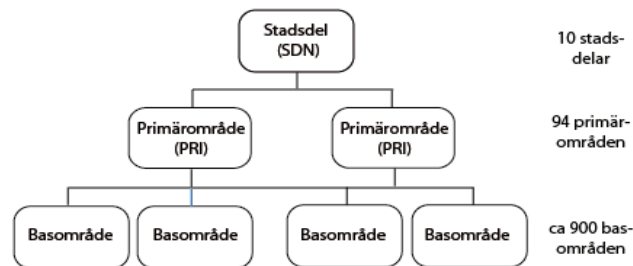 Stadsdel
(SDN)
10 stads-
delar
Primärområde
(PRI)
Primärområde
(PRI)
94 primär-
områden
Basområde
Basområde
Basområde
Basområde
ca 900 bas-
områden